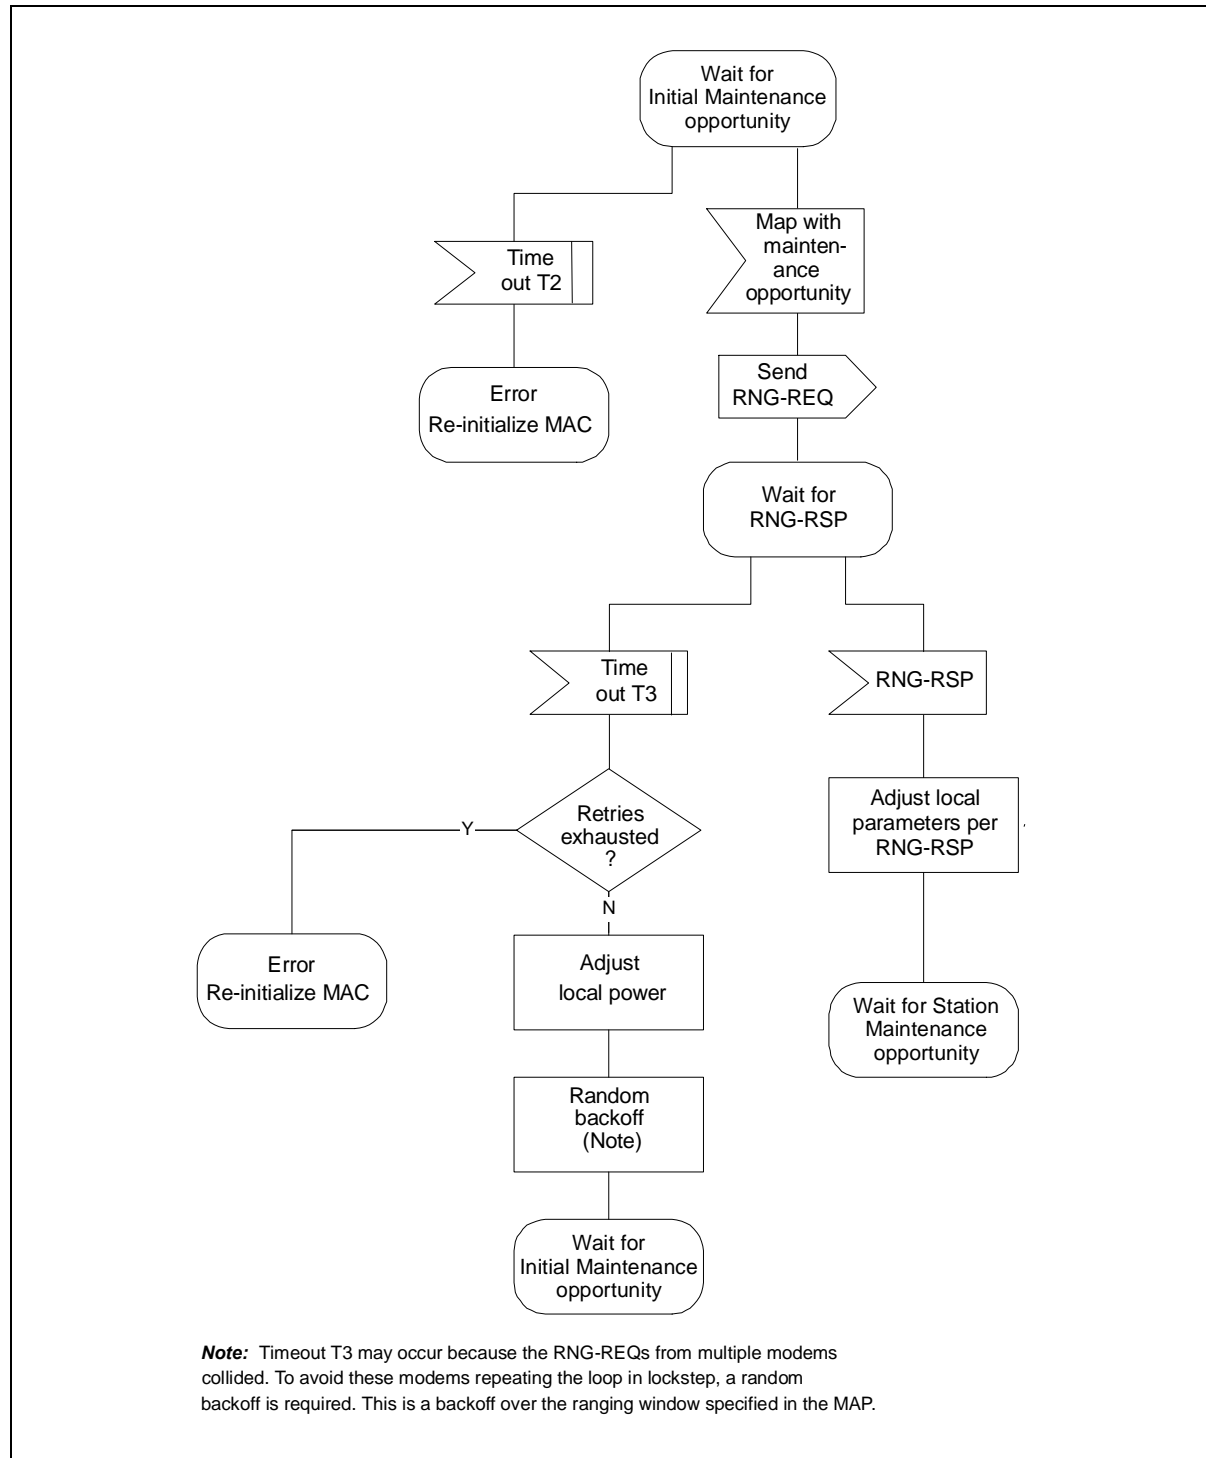 Wait for
Initial Maintenance
opportunity
Map with
mainten-
ance
opportunity
Time
out T2
Send
RNG-REQ
Error
Re-initialize MAC
Wait for
RNG-RSP
Time
out T3
RNG-RSP
Adjust local
parameters per
RNG-RSP
Retries
exhausted
?
Y
N
Error
Re-initialize MAC
Adjust
local power
Wait for Station
Maintenance
opportunity
Random
backoff
(Note)
Wait for
Initial Maintenance
opportunity
Note: Timeout T3 may occur because the RNG-REQs from multiple modems
collided. To avoid these modems repeating the loop in lockstep, a random
backoff is required. This is a backoff over the ranging window specified in the MAP.